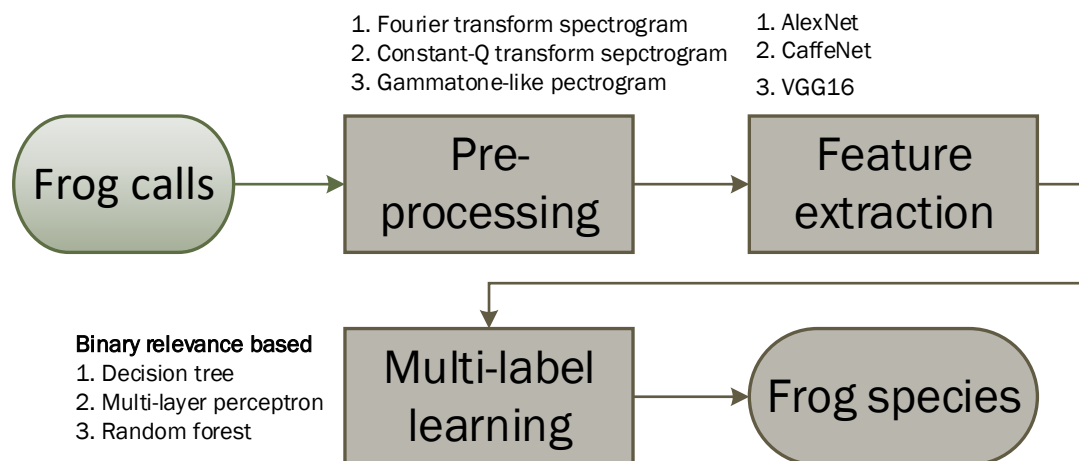 1. Fourier transform spectrogram
2. Constant-Q transform sepctrogram
3. Gammatone-like pectrogram
1. AlexNet
2. CaffeNet
3. VGG16
Frog calls
Pre-
processing
Feature
extraction
Binary relevance based
1. Decision tree
2. Multi-layer perceptron
3. Random forest
Multi-label
learning
Frog species